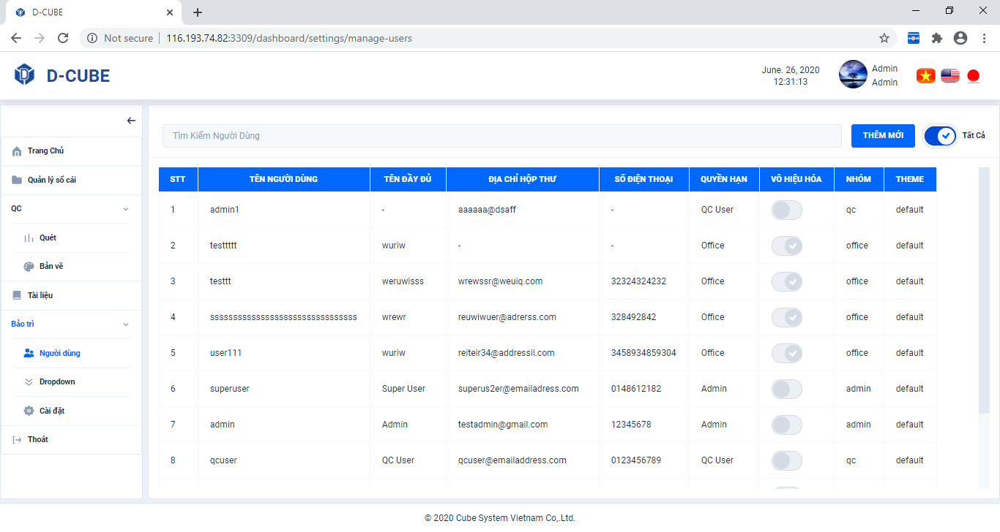 D-CUBE
Not secure
116.193.74.82:3309/dashboard/settings/manage-users
D-CUBE
June. 26, 2020
12:31:13
Admin
Admin
Trang Chủ
Quản lý sổ cái
QC
Quét
Bản vẽ
Tài liệu
Bảo trì
Người dùng
Dropdown
Cài đặt
Thoát
Tìm Kiếm Người Dùng
THÊM MỚI
Tất Cả
STT TÊN NGƯỜI DÙNG TÊN ĐẦY ĐỦ ĐỊA CHỈ HỘP THƯ SỐ ĐIỆN THOẠI QUYỀN HẠN VÔ HIỆU HÓA NHÓM THEME
1 admin1 - aaaaaa@dsaff - QC User qc default
2 testtttt wuriw - - Office office default
3 testtt weruwisss wrewssr@weuiq.com 32324324232 Office office default
4 sssssssssssssssssssssssssssssssss wrewr reuwiwuer@adrerss.com 328492842 Office office default
5 user111 wuriw reiteir34@addressil.com 3458934859304 Office office default
6 superuser Super User superus2er@emailadress.com 0148612182 Admin admin default
7 admin Admin testadmin@gmail.com 12345678 Admin admin default
8 qcuser QC User qcuser@emailaddress.com 0123456789 QC User qc default
© 2020 Cube System Vietnam Co,.Ltd.